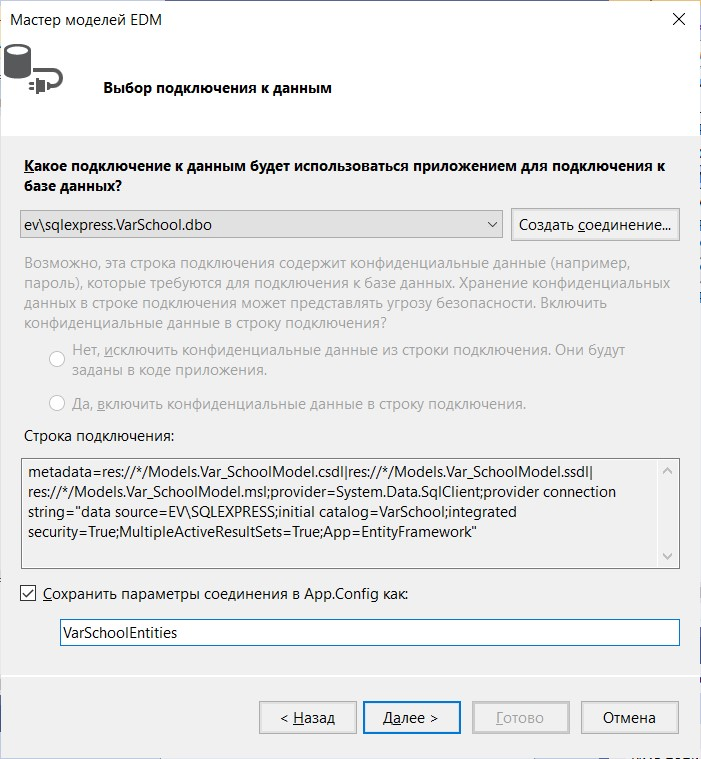 Мастер моделей EDM
Выбор подключения к данным
Какое подключение к данным будет использоваться приложением для подключения к
базе данных?
ev\sqlexpress.VarSchool.dbo
Создать соединение...
Возможно, эта строка подключения содержит конфиденциальные данные (например,
пароль), которые требуются для подключения к базе данных. Хранение конфиденциальных
данных в строке подключения может представлять угрозу безопасности. Включить
конфиденциальные данные в строку подключения?
Нет, исключить конфиденциальные данные из строки подключения. Они будут
заданы в коде приложения.
Да, включить конфиденциальные данные в строку подключения.
Строка подключения:
metadata=res://*/Models.Var_SchoolModel.csdl|res://*/Models.Var_SchoolModel.ssdl|
res://*/Models.Var_SchoolModel.msl;provider=System.Data.SqlClient;provider connection
string="data source=EV\SQLEXPRESS;initial catalog=VarSchool;integrated
security=True;MultipleActiveResultSets=True;App=EntityFramework"
Сохранить параметры соединения в App.Config как:
VarSchoolEntities
< Назад
Далее >
Готово
Отмена